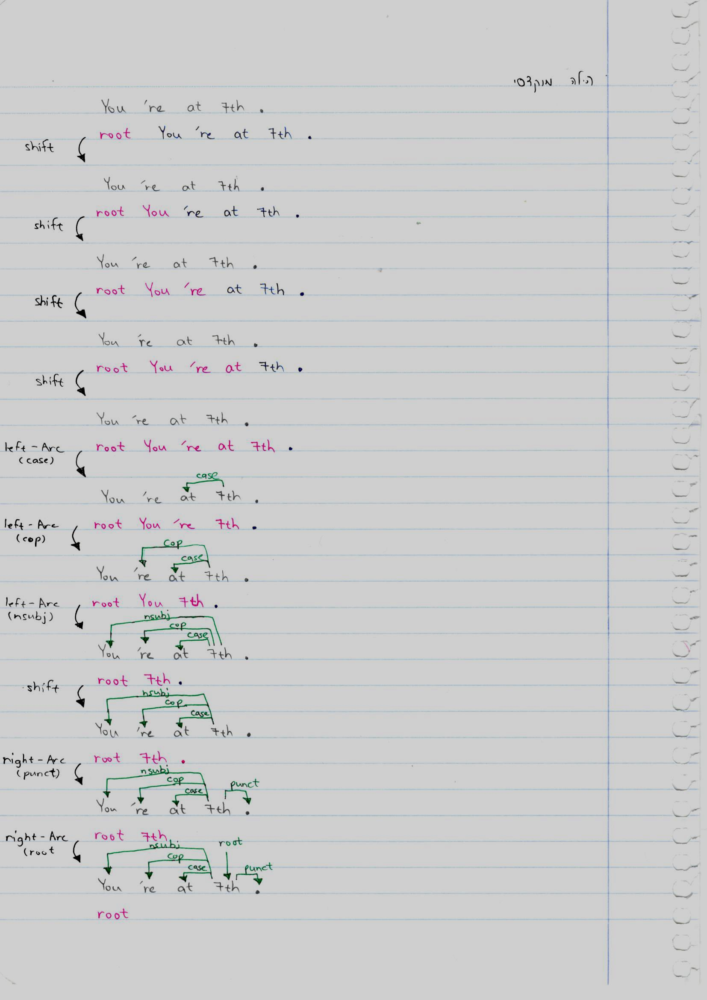 הילה מוקדסי
You 're at 7th .
root You 're at 7th .
shift
You 're at 7th .
root You 're at 7th .
shift
You 're at 7th .
root You 're at 7th .
shift
You 're at 7th .
root You 're at 7th .
shift
You 're at 7th .
left-Arc root You 're at 7th .
(case)
case
You 're at 7th .
left-Arc root You 're 7th .
(cop)
cop
case
You 're at 7th .
left-Arc root You 7th .
(nsubj)
nsubj
cop
case
You 're at 7th .
root 7th .
shift
nsubj
cop
case
You 're at 7th .
right-Arc root 7th .
(punct)
nsubj
cop punct
case
You 're at 7th .
right-Arc root 7th
(root
nsubj root
cop
case punct
You 're at 7th .
root